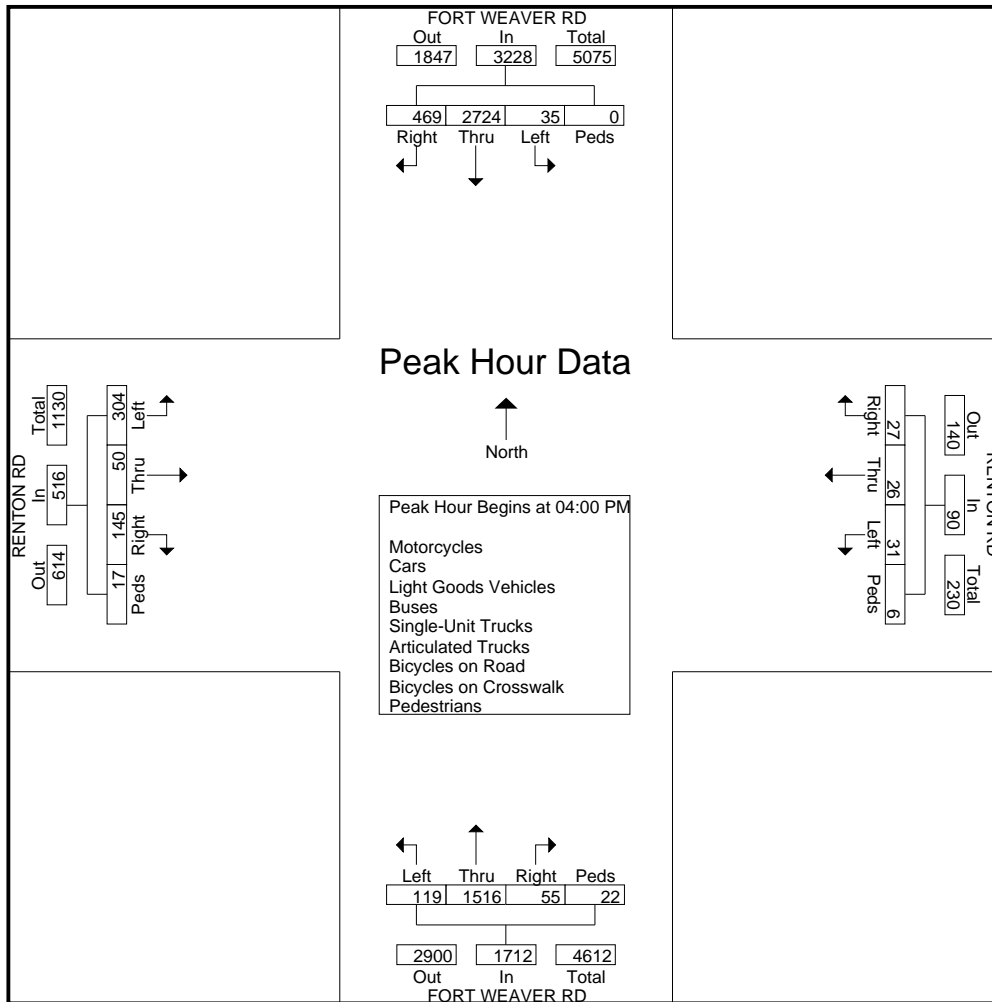 FORT WEAVER RD
Out In Total
1847 3228 5075
469 2724 35 0
Right Thru Left Peds
Peak Hour Data
North
Peak Hour Begins at 04:00 PM
Motorcycles
Cars
Light Goods Vehicles
Buses
Single-Unit Trucks
Articulated Trucks
Bicycles on Road
Bicycles on Crosswalk
Pedestrians
RENTON RD
Out In Total
614 516 1130
17 145 50 304
Peds Right Thru Left
RENTON RD
Out In Total
140 90 230
27 26 31 6
Right Thru Left Peds
Left Thru Right Peds
119 1516 55 22
2900 1712 4612
Out In Total
FORT WEAVER RD